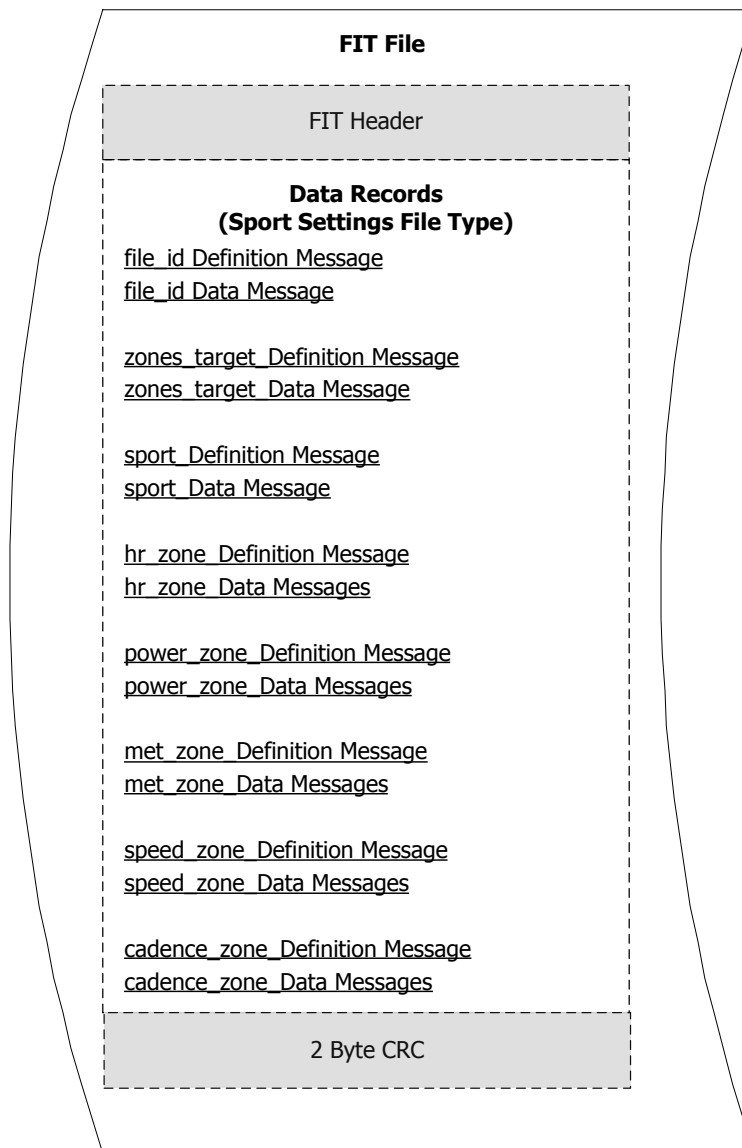 FIT File
FIT Header
Data Records
(Sport Settings File Type)
file_id Definition Message
file_id Data Message
zones_target_Definition Message
zones_target_Data Message
sport_Definition Message
sport_Data Message
hr_zone_Definition Message
hr_zone_Data Messages
power_zone_Definition Message
power_zone_Data Messages
met_zone_Definition Message
met_zone_Data Messages
speed_zone_Definition Message
speed_zone_Data Messages
cadence_zone_Definition Message
cadence_zone_Data Messages
2 Byte CRC